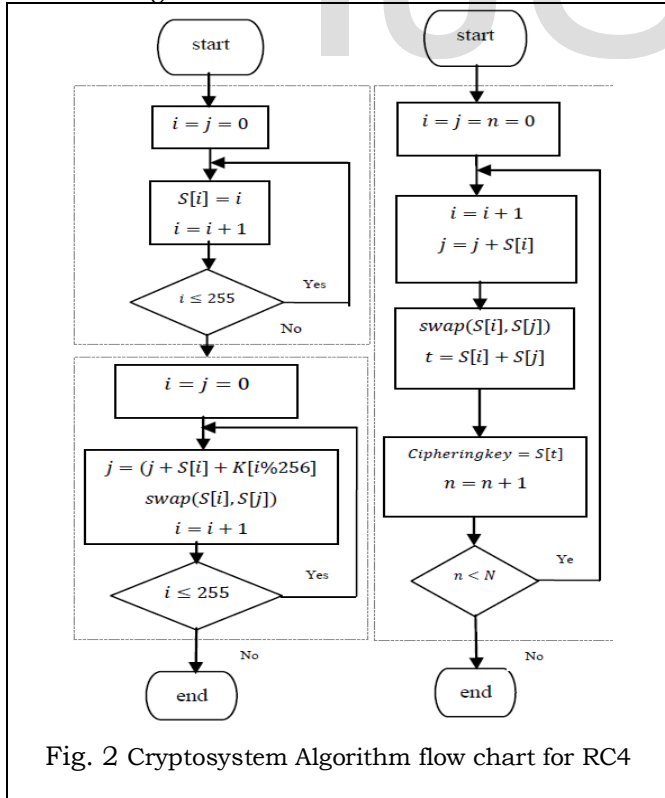 start
i = j = 0
S[i] = i
i = i + 1
i ≤ 255
Yes
No
i = j = 0
j = (j + S[i] + K[i%256]
swap(S[i], S[j])
i = i + 1
i ≤ 255
Yes
No
end
start
i = j = n = 0
i = i + 1
j = j + S[i]
swap(S[i], S[j])
t = S[i] + S[j]
Cipheringkey = S[t]
n = n + 1
n < N
Ye
No
end
Fig. 2 Cryptosystem Algorithm flow chart for RC4